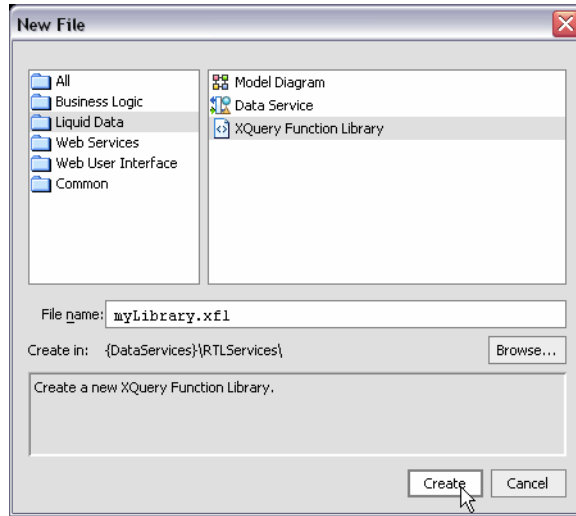 New File
All
Business Logic
Liquid Data
Web Services
Web User Interface
Common
Model Diagram
Data Service
XQuery Function Library
File name: myLibrary.xfl
Create in: {DataServices}\RTLServices\
Browse...
Create a new XQuery Function Library.
Create
Cancel